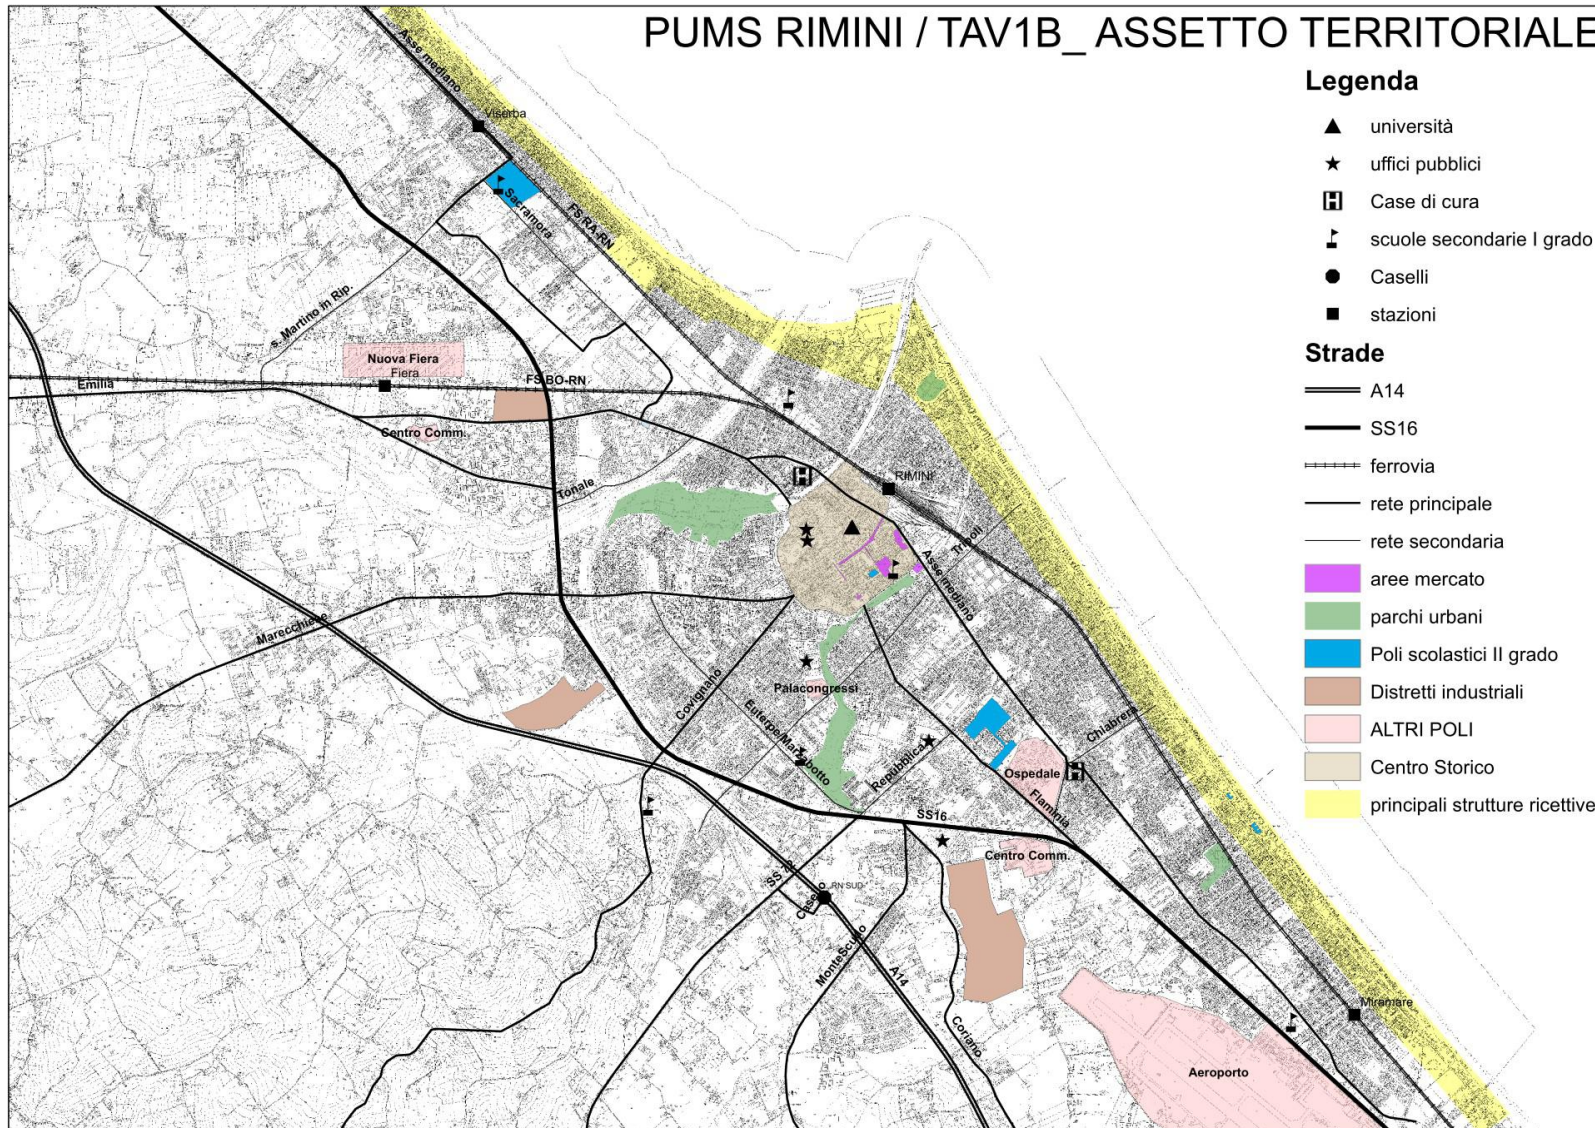 PUMS RIMINI / TAV1B_ ASSETTO TERRITORIALE
Legenda
università
uffici pubblici
H
Case di cura
scuole secondarie I grado
Caselli
stazioni
Strade
A14
SS16
ferrovia
rete principale
rete secondaria
aree mercato
parchi urbani
Poli scolastici II grado
Distretti industriali
ALTRI POLI
Centro Storico
principali strutture ricettive
Asse mediano
Viserba
Sacramora
FS RA-RN
s. Martino in Rip.
Nuova Fiera
Fiera
Emilia
FS BO-RN
Centro Comm.
Tonale
H
RIMINI
Tripoli
Asse mediano
Marecchiese
Covignano
Palacongressi
Euterpe/Marzabotto
Repubblica
Chiabrera
Ospedale
H
Flaminia
SS16
Centro Comm.
SS 72
Casello
RN SUD
MonteScudo
A14
Coriano
Miramare
Aeroporto